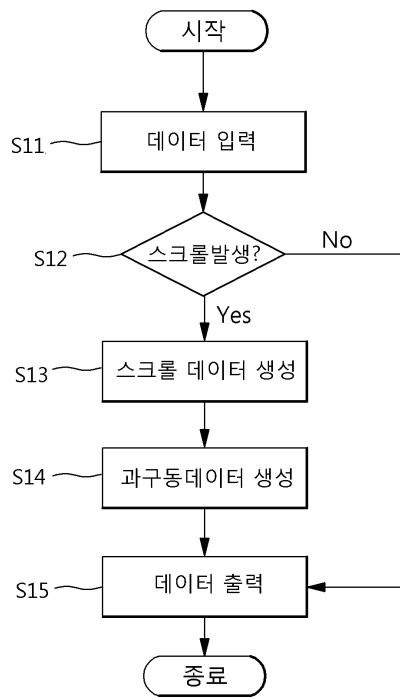 시작
S11
데이터 입력
S12
스크롤발생?
No
Yes
S13
스크롤 데이터 생성
S14
과구동데이터 생성
S15
데이터 출력
종료